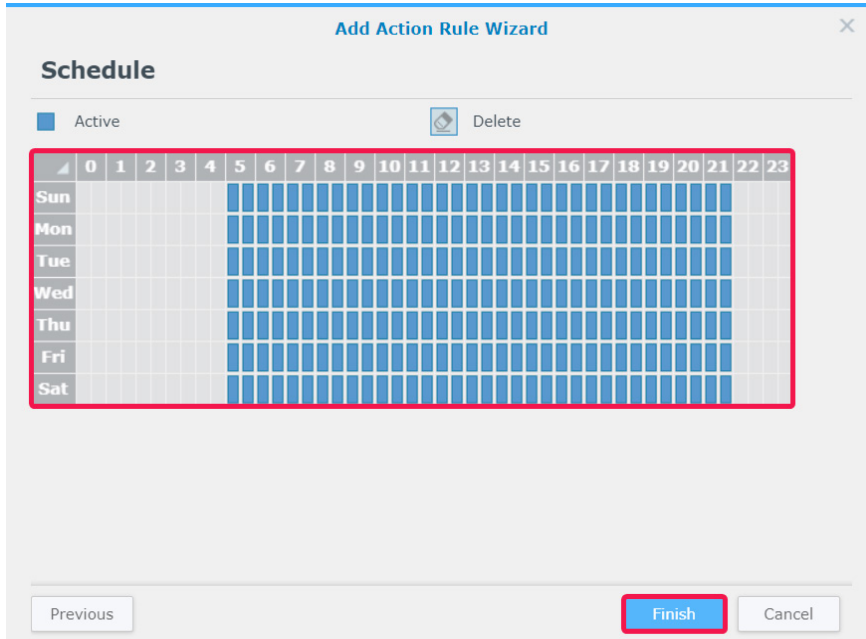 Add Action Rule Wizard
Schedule
Active Delete
0 1 2 3 4 5 6 7 8 9 10 11 12 13 14 15 16 17 18 19 20 21 22 23
Sun
Mon
Tue
Wed
Thu
Fri
Sat
Previous Finish Cancel